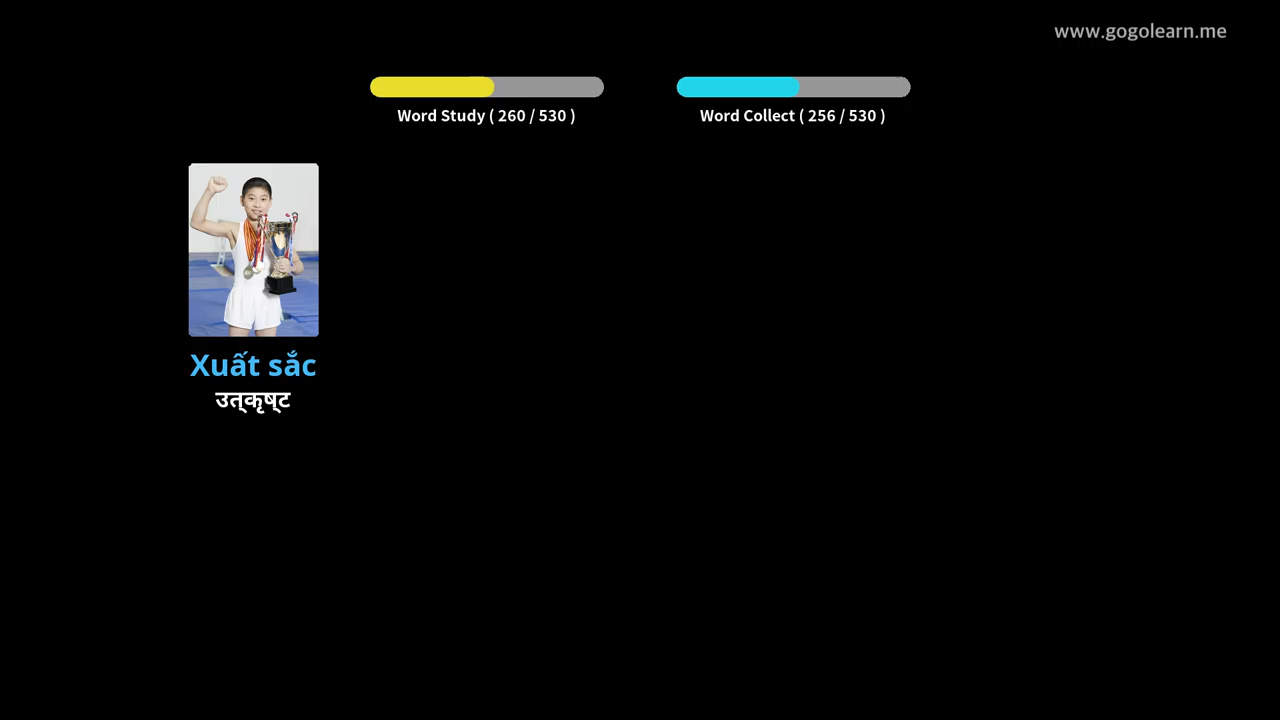 www.gogolearn.me
Word Study ( 260 / 530 )
Word Collect ( 256 / 530 )
Xuất sắc
उत्कृष्ट